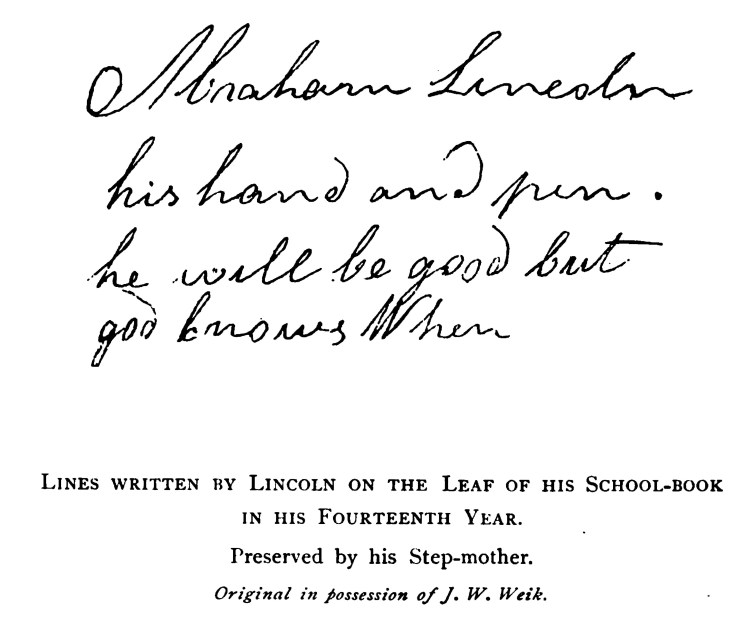 Abraham Lincoln
his hand and pen.
he will be good but
god knows When
LINES WRITTEN BY LINCOLN ON THE LEAF OF HIS SCHOOL-BOOK
IN HIS FOURTEENTH YEAR.
Preserved by his Step-mother.
Original in possession of J. W. Weik.